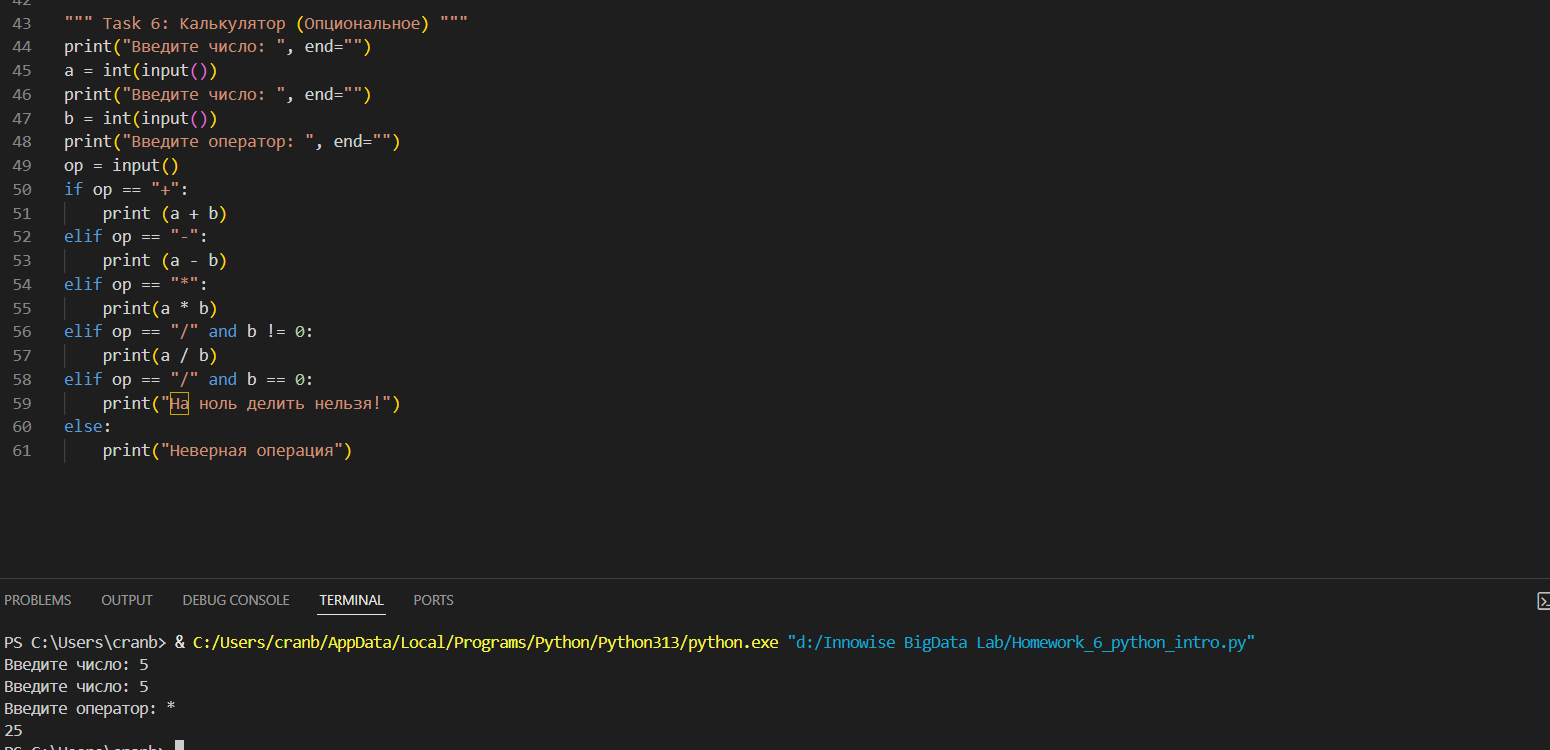 42
43 """ Task 6: Калькулятор (Опциональное) """
44 print("Введите число: ", end="")
45 a = int(input())
46 print("Введите число: ", end="")
47 b = int(input())
48 print("Введите оператор: ", end="")
49 op = input()
50 if op == "+":
51     print (a + b)
52 elif op == "-":
53     print (a - b)
54 elif op == "*":
55     print(a * b)
56 elif op == "/" and b != 0:
57     print(a / b)
58 elif op == "/" and b == 0:
59     print("На ноль делить нельзя!")
60 else:
61     print("Неверная операция")
PROBLEMS OUTPUT DEBUG CONSOLE TERMINAL PORTS
PS C:\Users\cranb> & C:/Users/cranb/AppData/Local/Programs/Python/Python313/python.exe "d:/Innowise BigData Lab/Homework_6_python_intro.py"
Введите число: 5
Введите число: 5
Введите оператор: *
25
PS C:\Users\cranb>